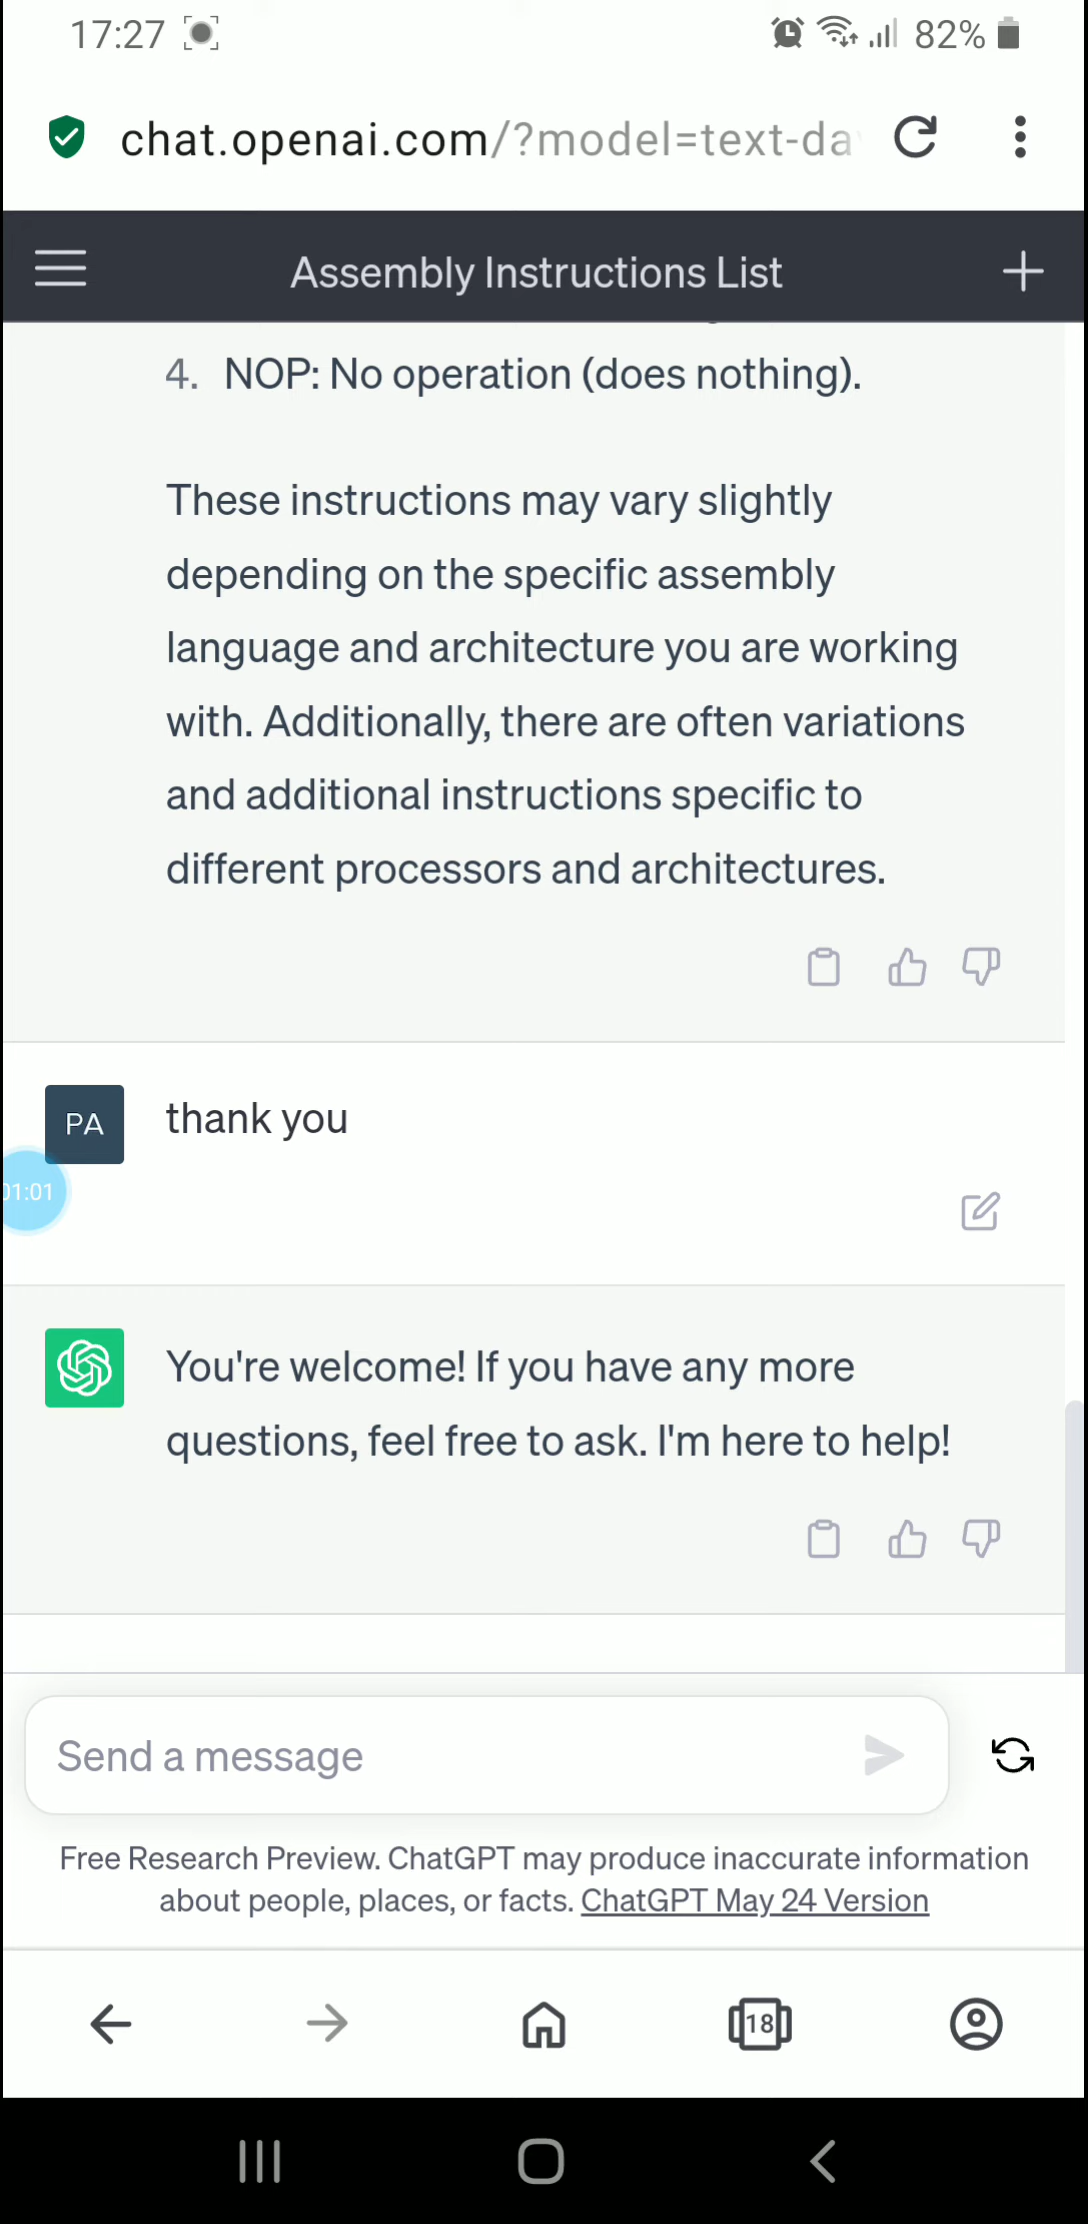 17:27 82%
chat.openai.com/?model=text-da
Assembly Instructions List
4. NOP: No operation (does nothing).
These instructions may vary slightly
depending on the specific assembly
language and architecture you are working
with. Additionally, there are often variations
and additional instructions specific to
different processors and architectures.
PA thank you
01:01
You're welcome! If you have any more
questions, feel free to ask. I'm here to help!
Send a message
Free Research Preview. ChatGPT may produce inaccurate information
about people, places, or facts. ChatGPT May 24 Version
18